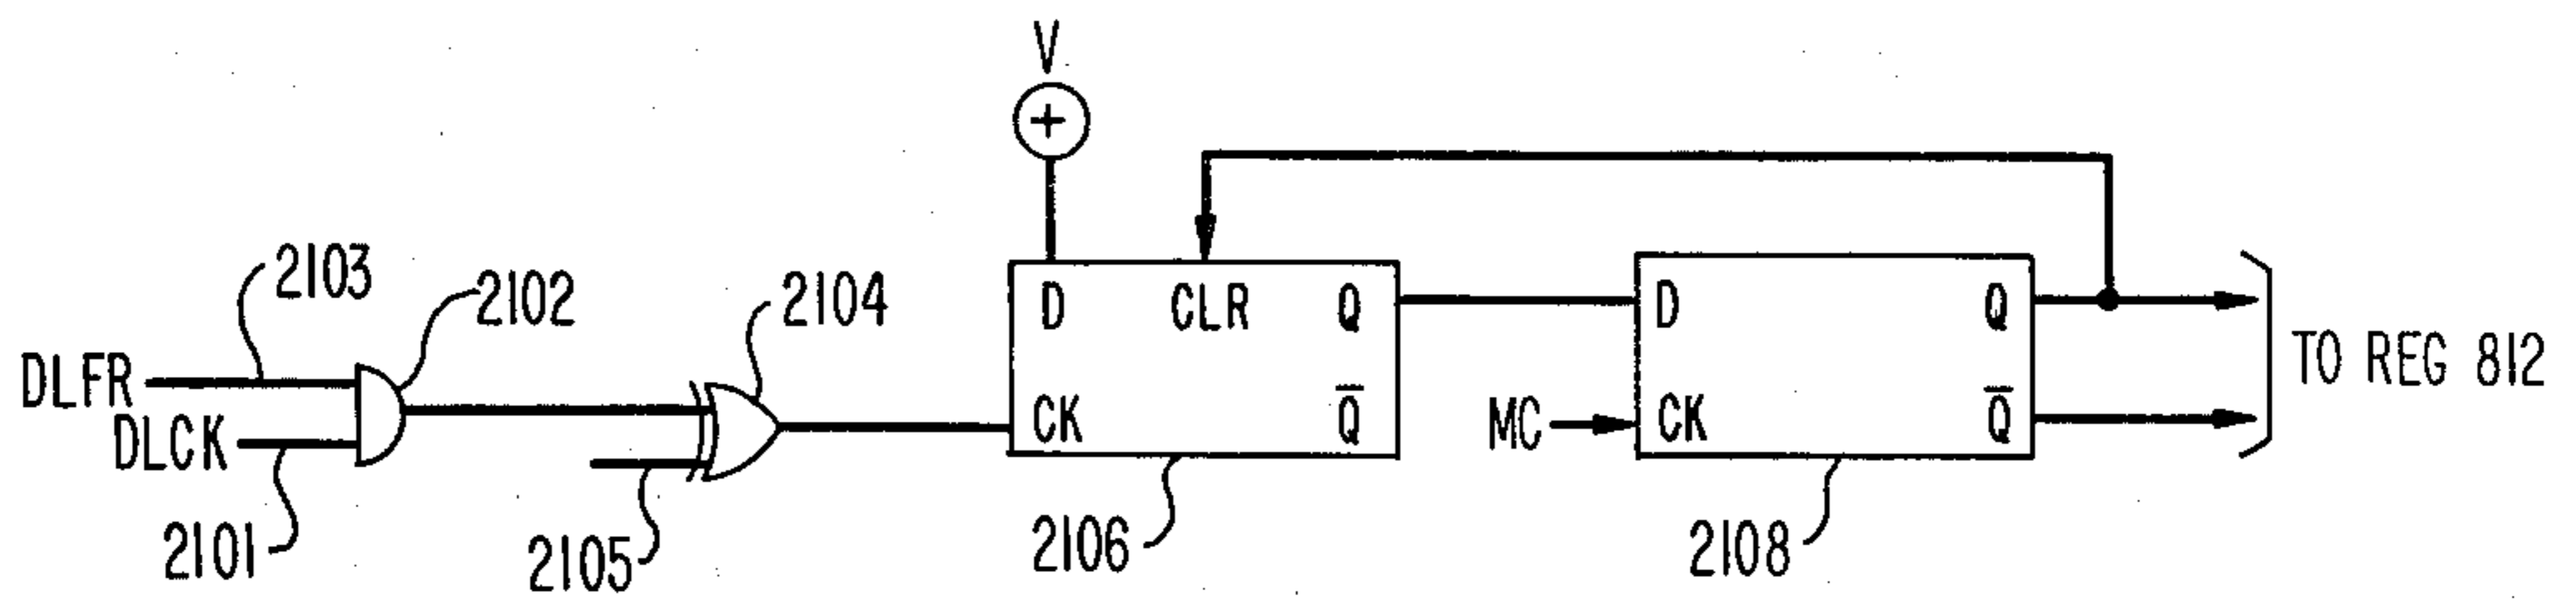 V
+
2103
2102
2104
DLFR
DLCK
2101
2105
D CLR Q
CK Q̅
2106
MC
D Q
CK Q̅
2108
TO REG 812